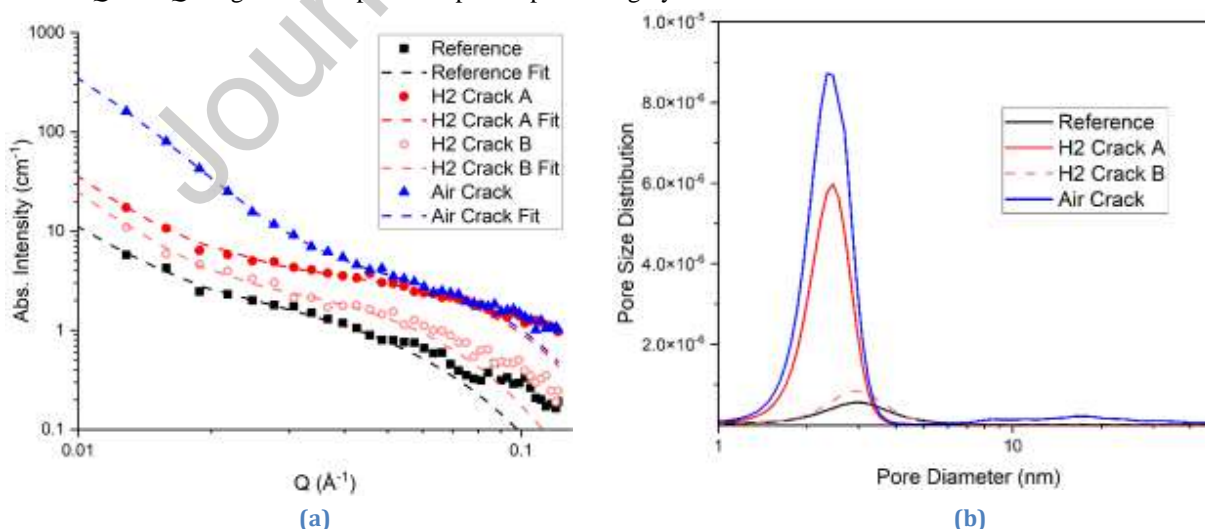 Journ
1000
100
10
1
0.1
0.01
0.1
Abs. Intensity (cm⁻¹)
Q (Å⁻¹)
Reference
Reference Fit
H2 Crack A
H2 Crack A Fit
H2 Crack B
H2 Crack B Fit
Air Crack
Air Crack Fit
(a)
1.0×10⁻⁵
8.0×10⁻⁶
6.0×10⁻⁶
4.0×10⁻⁶
2.0×10⁻⁶
1
10
Pore Size Distribution
Pore Diameter (nm)
Reference
H2 Crack A
H2 Crack B
Air Crack
(b)